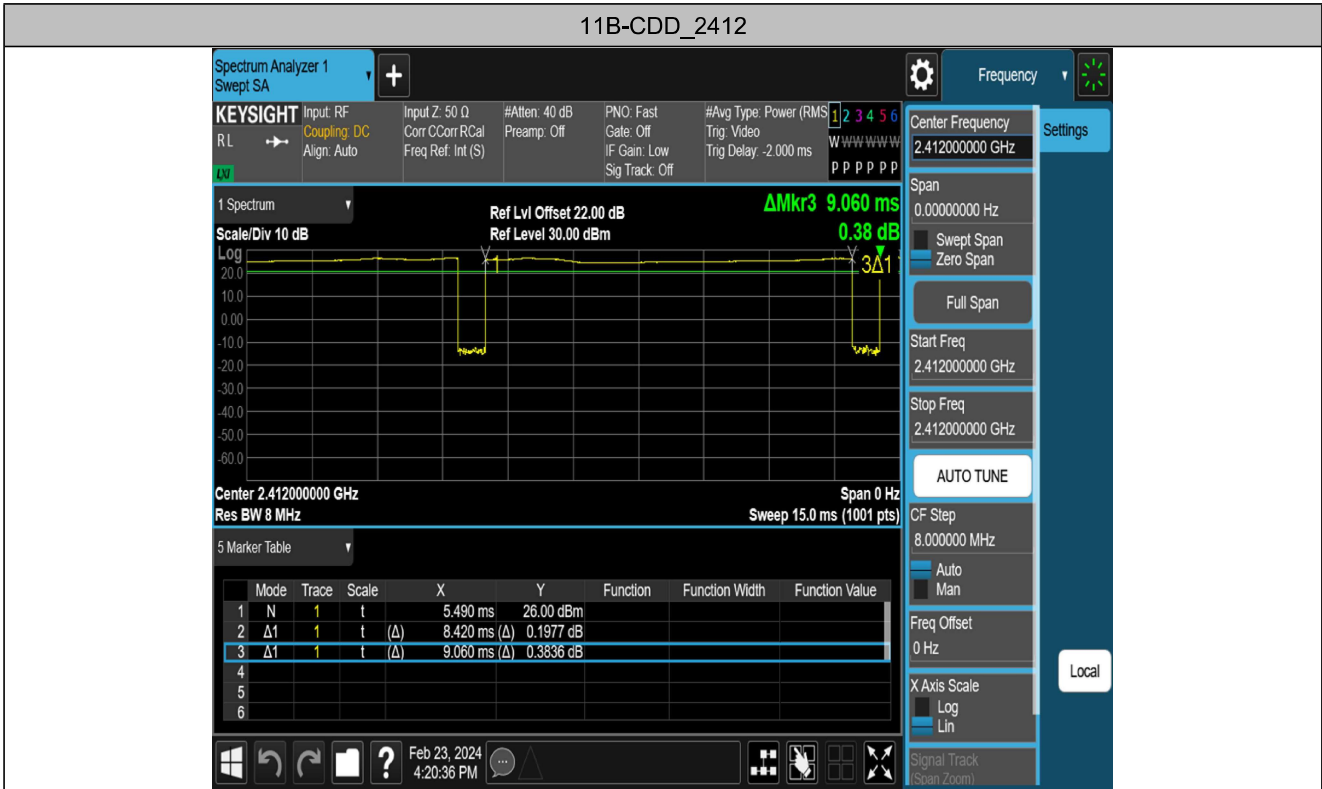 11B-CDD_2412
Spectrum Analyzer 1
Swept SA
+
Frequency
KEYSIGHT
RL
LXI
Input: RF
Coupling: DC
Align: Auto
Input Z: 50 Ω
Corr CCorr RCal
Freq Ref: Int (S)
#Atten: 40 dB
Preamp: Off
PNO: Fast
Gate: Off
IF Gain: Low
Sig Track: Off
#Avg Type: Power (RMS
Trig: Video
Trig Delay: -2.000 ms
1 2 3 4 5 6
W W W W W W
P P P P P P
Center Frequency
2.412000000 GHz
Settings
Span
0.00000000 Hz
Swept Span
Zero Span
Full Span
Start Freq
2.412000000 GHz
Stop Freq
2.412000000 GHz
AUTO TUNE
CF Step
8.000000 MHz
Auto
Man
Freq Offset
0 Hz
X Axis Scale
Log
Lin
Signal Track
(Span Zoom)
Local
1 Spectrum
Scale/Div 10 dB
Ref Lvl Offset 22.00 dB
Ref Level 30.00 dBm
ΔMkr3 9.060 ms
0.38 dB
Log
1
3Δ1
20.0
10.0
0.00
-10.0
-20.0
-30.0
-40.0
-50.0
-60.0
Center 2.412000000 GHz
Span 0 Hz
Res BW 8 MHz
Sweep 15.0 ms (1001 pts)
5 Marker Table
Mode Trace Scale X Y Function Function Width Function Value
1 N 1 t 5.490 ms 26.00 dBm
2 Δ1 1 t (Δ) 8.420 ms (Δ) 0.1977 dB
3 Δ1 1 t (Δ) 9.060 ms (Δ) 0.3836 dB
4
5
6
?
Feb 23, 2024
4:20:36 PM